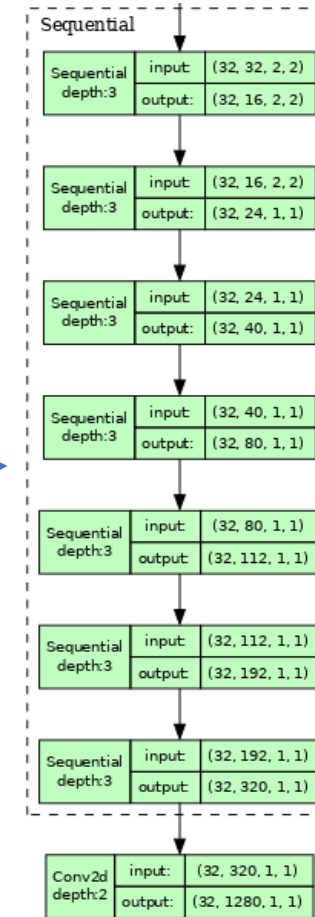 Sequential
Sequential depth:3 input: (32, 32, 2, 2)
output: (32, 16, 2, 2)
Sequential depth:3 input: (32, 16, 2, 2)
output: (32, 24, 1, 1)
Sequential depth:3 input: (32, 24, 1, 1)
output: (32, 40, 1, 1)
Sequential depth:3 input: (32, 40, 1, 1)
output: (32, 80, 1, 1)
Sequential depth:3 input: (32, 80, 1, 1)
output: (32, 112, 1, 1)
Sequential depth:3 input: (32, 112, 1, 1)
output: (32, 192, 1, 1)
Sequential depth:3 input: (32, 192, 1, 1)
output: (32, 320, 1, 1)
Conv2d depth:2 input: (32, 320, 1, 1)
output: (32, 1280, 1, 1)